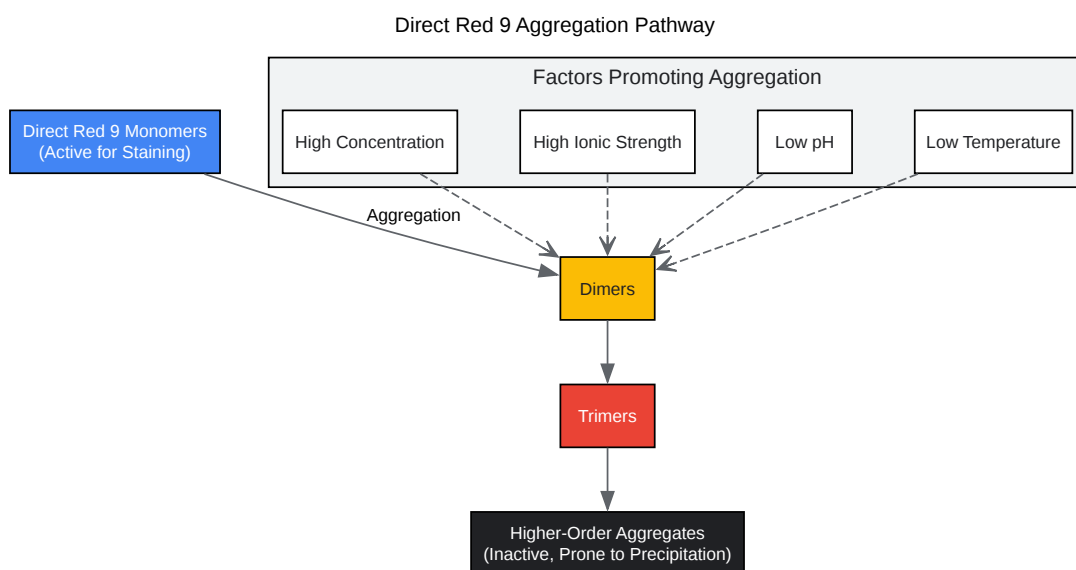 Direct Red 9 Aggregation Pathway
Factors Promoting Aggregation
Direct Red 9 Monomers
(Active for Staining)
High Concentration
High Ionic Strength
Low pH
Low Temperature
Aggregation
Dimers
Trimers
Higher-Order Aggregates
(Inactive, Prone to Precipitation)